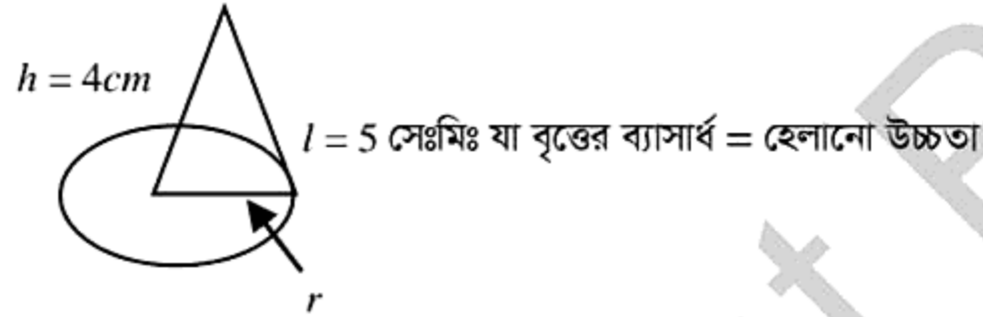 h = 4cm
l = 5 সেঃমিঃ যা বৃত্তের ব্যাসার্ধ = হেলানো উচ্চতা
r